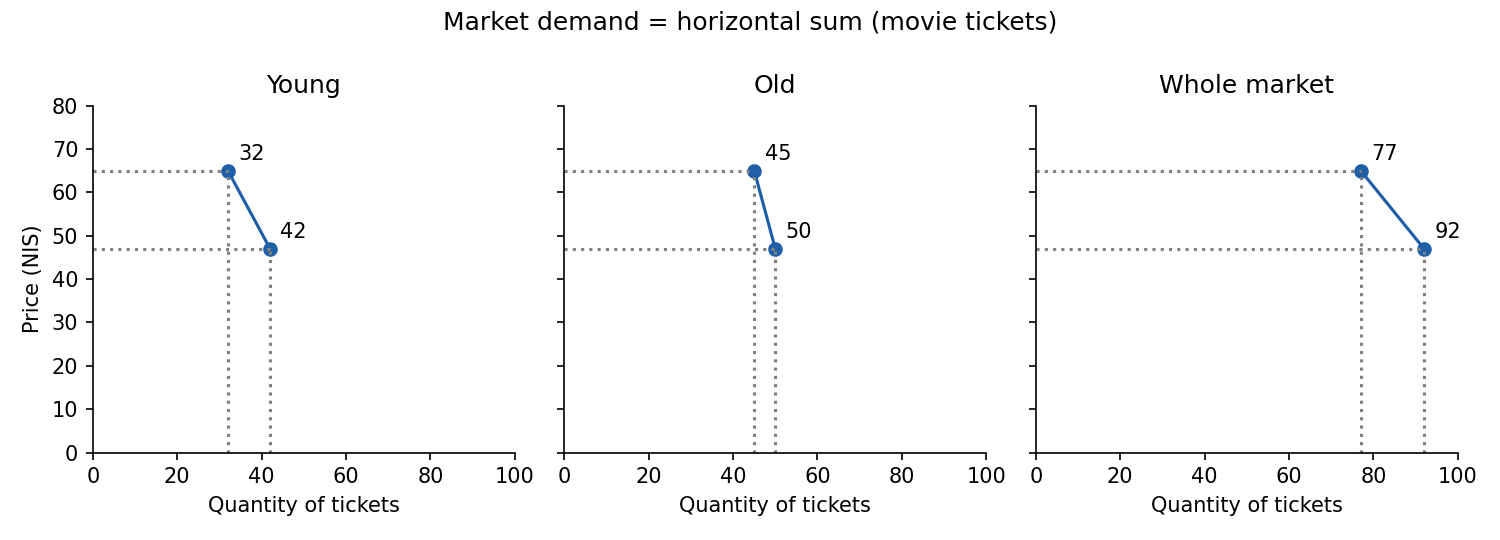 Market demand = horizontal sum (movie tickets)
Young
Old
Whole market
Price (NIS)
80
70
60
50
40
30
20
10
0
32
42
45
50
77
92
0 20 40 60 80 100
0 20 40 60 80 100
0 20 40 60 80 100
Quantity of tickets
Quantity of tickets
Quantity of tickets